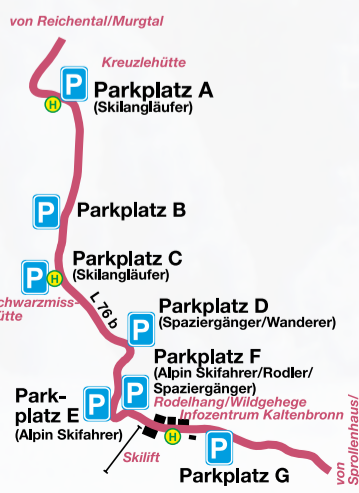 von Reichental/Murgtal
Kreuzlehütte
P
Parkplatz A
(Skilangläufer)
H
P
Parkplatz B
Parkplatz C
(Skilangläufer)
P
H
chwarzmiss-
ütte
L 76 b
Parkplatz D
(Spaziergänger/Wanderer)
P
Parkplatz F
(Alpin Skifahrer/Rodler/
Spaziergänger)
P
Rodelhang/Wildgehege
Infozentrum Kaltenbronn
Park-
platz E
(Alpin Skifahrer)
P
H
Skilift
P
Parkplatz G
von
Sprollenhaus/